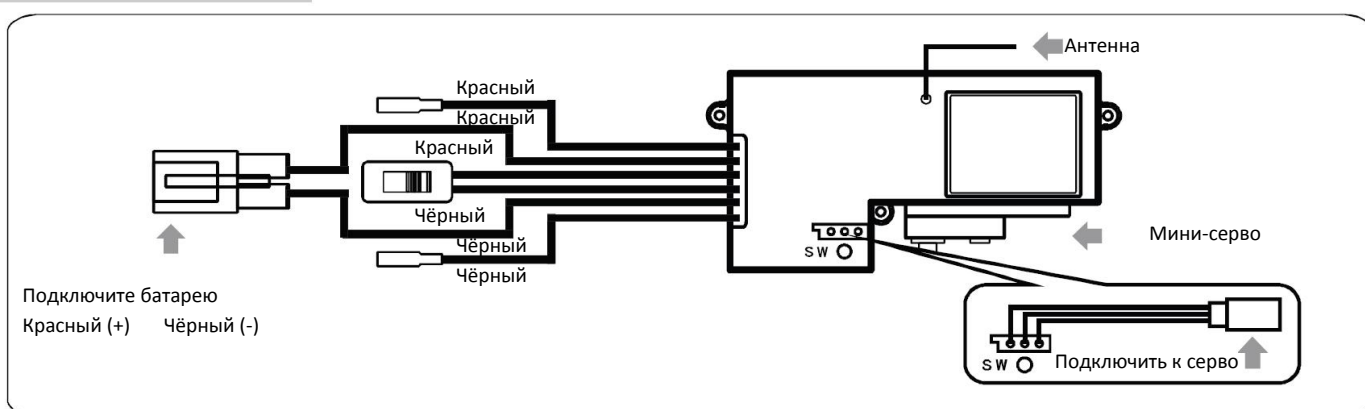 Антенна
Красный
Красный
Красный
Чёрный
Чёрный
Чёрный
SW
Мини-серво
Подключите батарею
Красный (+) Чёрный (-)
SW
Подключить к серво